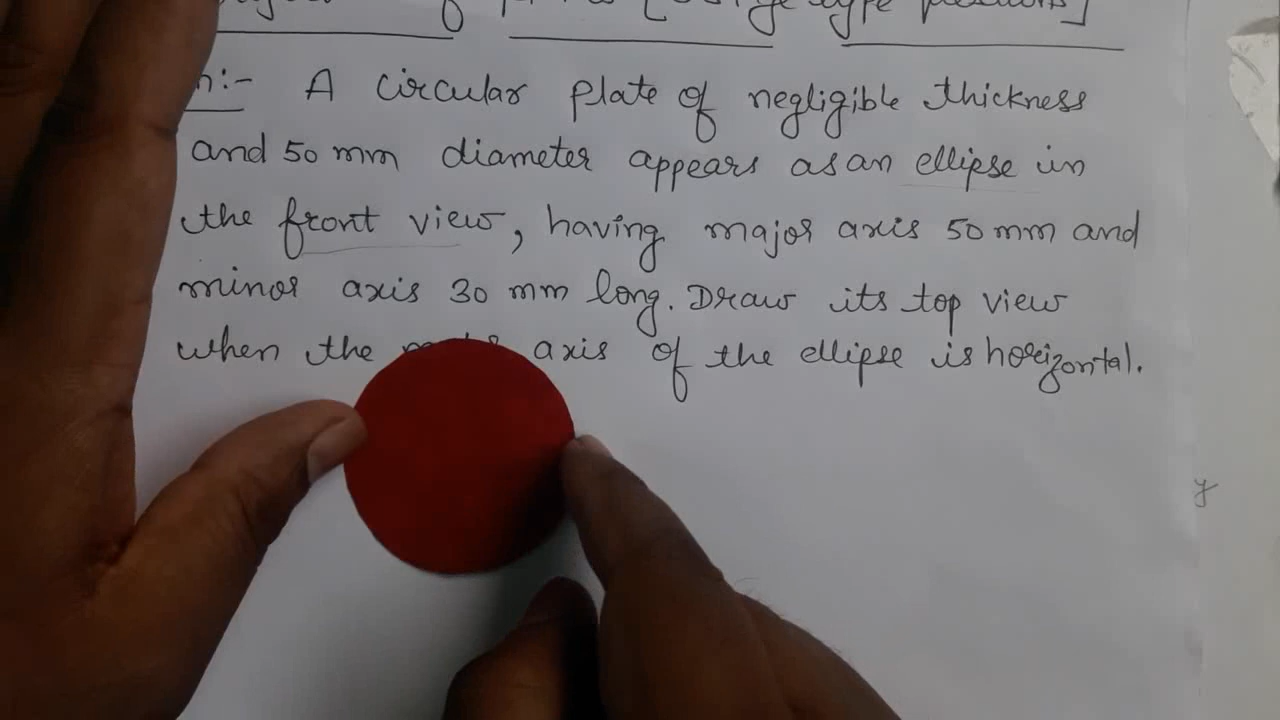 A circular plate of negligible thickness
and 50 mm diameter appears as an ellipse in
the front view, having major axis 50 mm and
minor axis 30 mm long. Draw its top view
when the axis of the ellipse is horizontal.
y